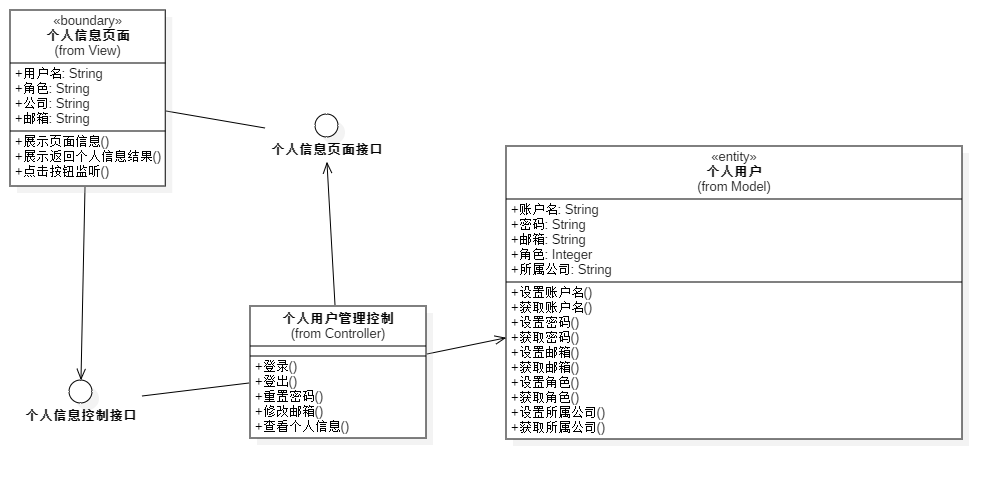 «boundary»
个人信息页面
(from View)
+用户名: String
+角色: String
+公司: String
+邮箱: String
+展示页面信息()
+展示返回个人信息结果()
+点击按钮监听()
个人信息页面接口
«entity»
个人用户
(from Model)
+账户名: String
+密码: String
+邮箱: String
+角色: Integer
+所属公司: String
+设置账户名()
+获取账户名()
+设置密码()
+获取密码()
+设置邮箱()
+获取邮箱()
+设置角色()
+获取角色()
+设置所属公司()
+获取所属公司()
个人用户管理控制
(from Controller)
+登录()
+登出()
+重置密码()
+修改邮箱()
+查看个人信息()
个人信息控制接口